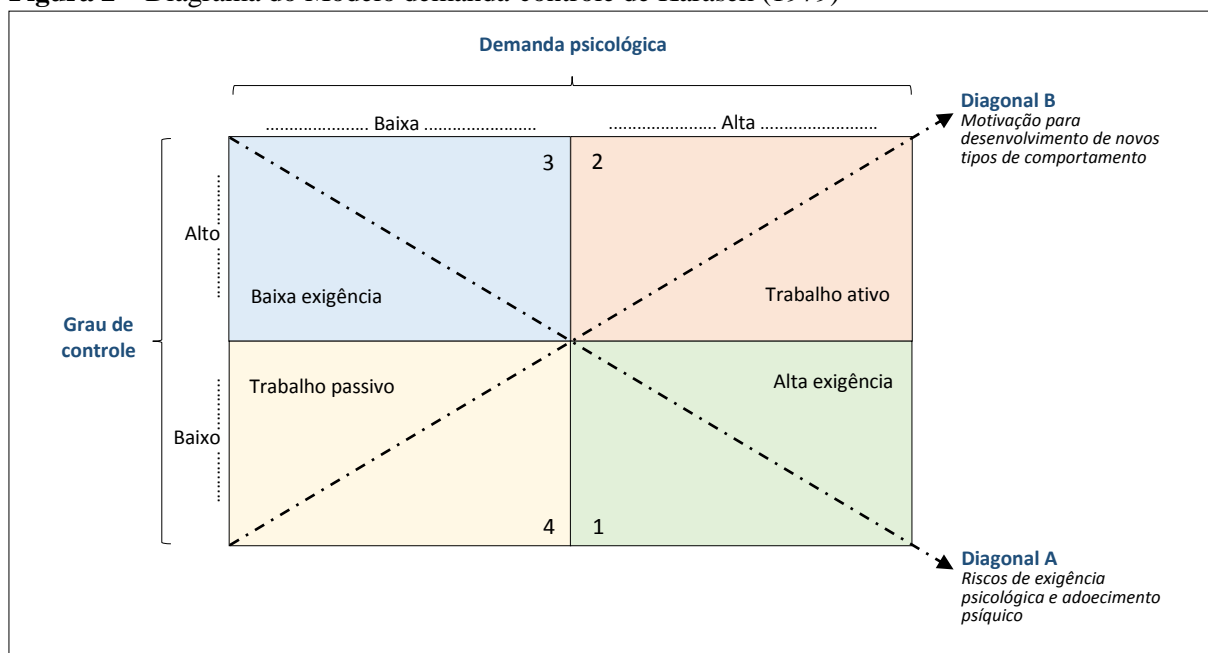 Figura 2 – Diagrama do Modelo demanda-controle de Karasek (1979)
Demanda psicológica
Baixa
Alta
Diagonal B
Motivação para
desenvolvimento de novos
tipos de comportamento
3
2
Alto
Baixa exigência
Trabalho ativo
Grau de
controle
Trabalho passivo
Alta exigência
Baixo
4
1
Diagonal A
Riscos de exigência
psicológica e adoecimento
psíquico